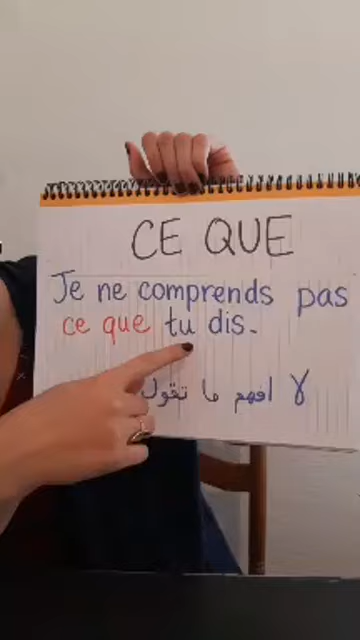 CE QUE
Je ne comprends pas
ce que tu dis.
لا افهم ما تقول